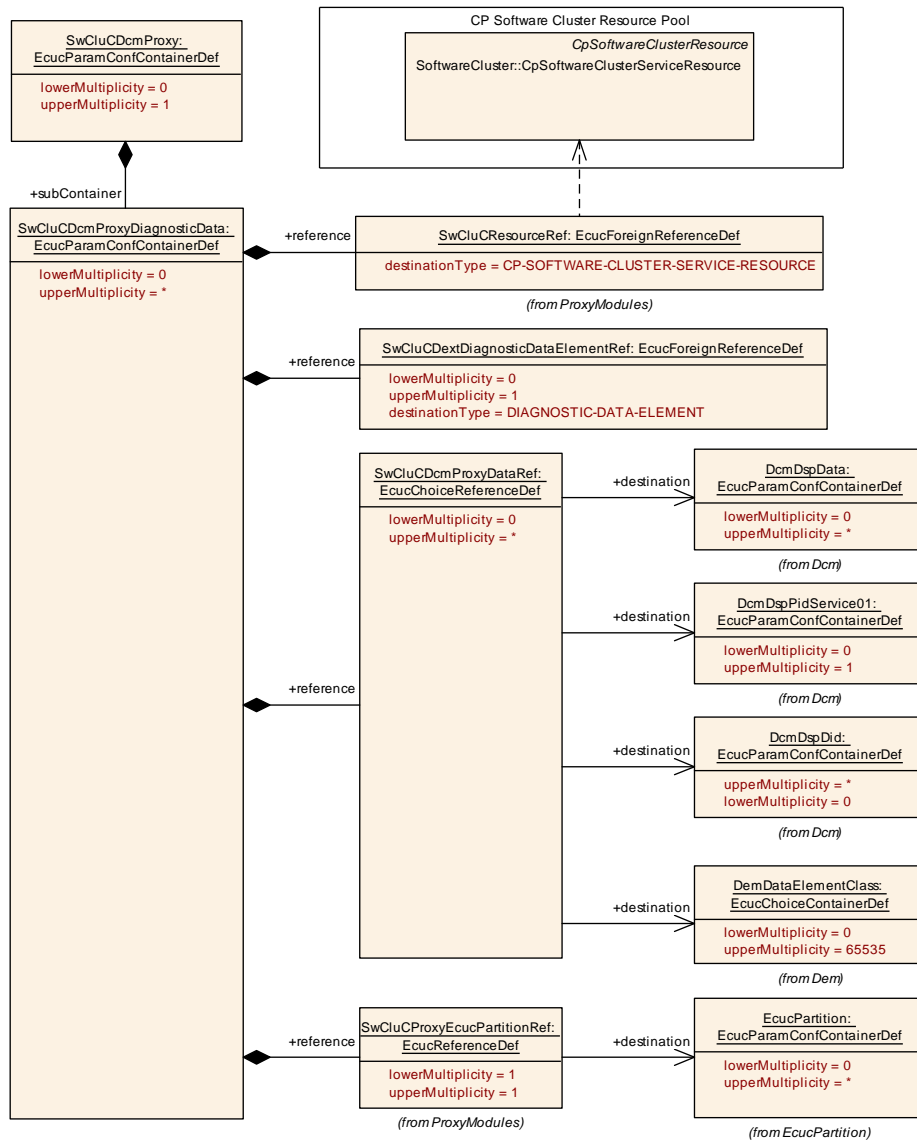 SwCluCDcmProxy:
EcucParamConfContainerDef
lowerMultiplicity = 0
upperMultiplicity = 1
CP Software Cluster Resource Pool
CpSoftwareClusterResource
SoftwareCluster::CpSoftwareClusterServiceResource
+subContainer
SwCluCDcmProxyDiagnosticData:
EcucParamConfContainerDef
lowerMultiplicity = 0
upperMultiplicity = *
+reference
SwCluCResourceRef: EcucForeignReferenceDef
destinationType = CP-SOFTWARE-CLUSTER-SERVICE-RESOURCE
(from ProxyModules)
+reference
SwCluCDextDiagnosticDataElementRef: EcucForeignReferenceDef
lowerMultiplicity = 0
upperMultiplicity = 1
destinationType = DIAGNOSTIC-DATA-ELEMENT
+reference
SwCluCDcmProxyDataRef:
EcucChoiceReferenceDef
lowerMultiplicity = 0
upperMultiplicity = *
+destination
DcmDspData:
EcucParamConfContainerDef
lowerMultiplicity = 0
upperMultiplicity = *
(from Dcm)
+destination
DcmDspPidService01:
EcucParamConfContainerDef
lowerMultiplicity = 0
upperMultiplicity = 1
(from Dcm)
+destination
DcmDspDid:
EcucParamConfContainerDef
upperMultiplicity = *
lowerMultiplicity = 0
(from Dcm)
+destination
DemDataElementClass:
EcucChoiceContainerDef
lowerMultiplicity = 0
upperMultiplicity = 65535
(from Dem)
+reference
SwCluCProxyEcucPartitionRef:
EcucReferenceDef
lowerMultiplicity = 1
upperMultiplicity = 1
(from ProxyModules)
+destination
EcucPartition:
EcucParamConfContainerDef
lowerMultiplicity = 0
upperMultiplicity = *
(from EcucPartition)